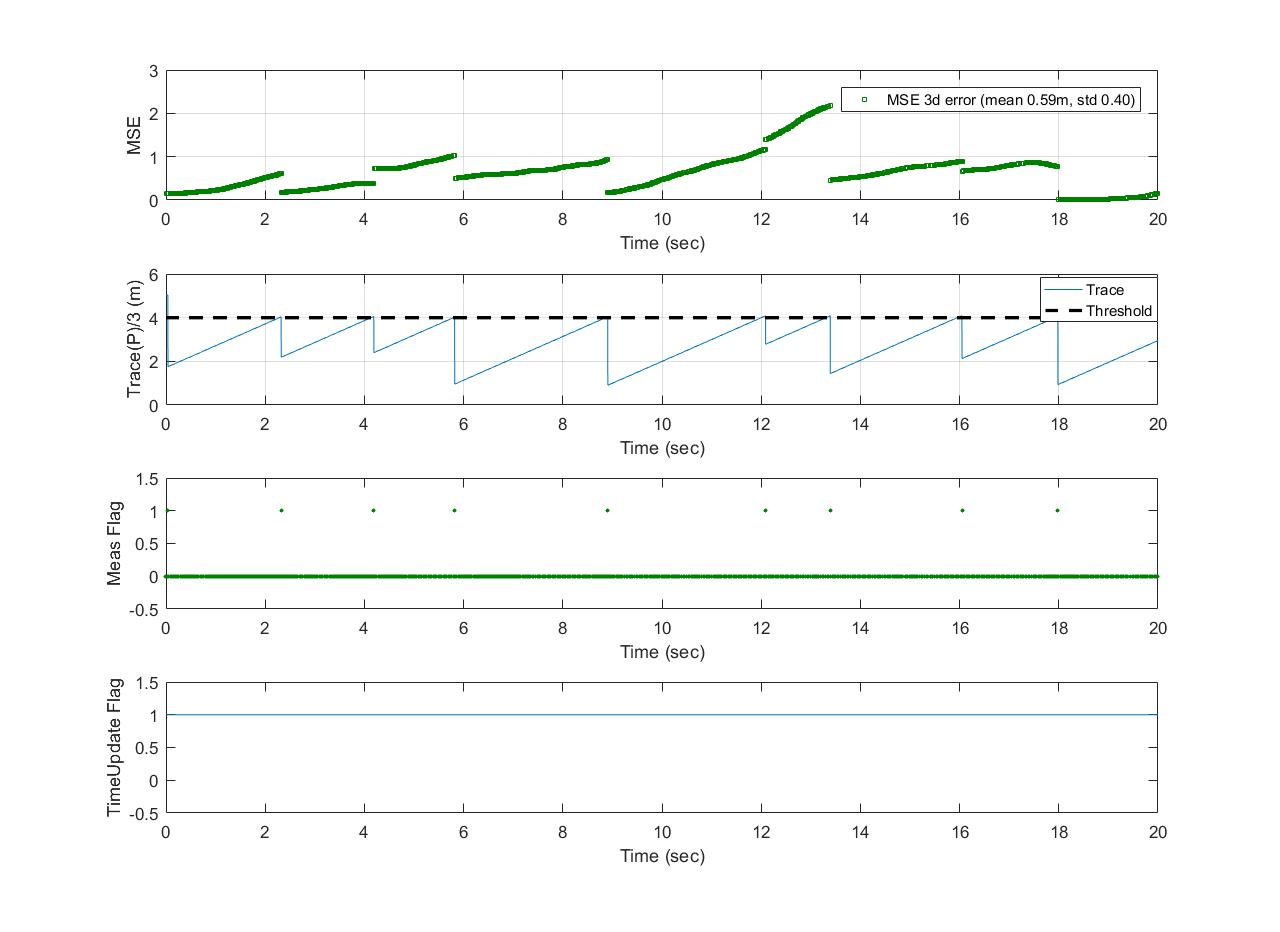 3
2
1
0
MSE
MSE 3d error (mean 0.59m, std 0.40)
0 2 4 6 8 10 12 14 16 18 20
Time (sec)
6
4
2
0
Trace(P)/3 (m)
Trace
Threshold
0 2 4 6 8 10 12 14 16 18 20
Time (sec)
1.5
1
0.5
0
-0.5
Meas Flag
0 2 4 6 8 10 12 14 16 18 20
Time (sec)
1.5
1
0.5
0
-0.5
TimeUpdate Flag
0 2 4 6 8 10 12 14 16 18 20
Time (sec)